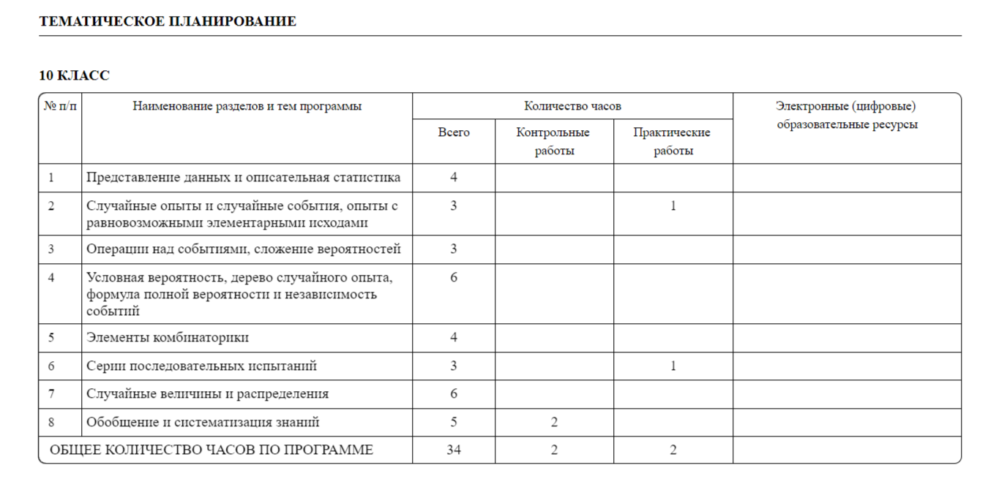 ТЕМАТИЧЕСКОЕ ПЛАНИРОВАНИЕ
10 КЛАСС
№ п/п Наименование разделов и тем программы Количество часов Электронные (цифровые)
образовательные ресурсы
Всего Контрольные Практические
работы работы
1 Представление данных и описательная статистика 4
2 Случайные опыты и случайные события, опыты с 3 1
равновозможными элементарными исходами
3 Операции над событиями, сложение вероятностей 3
4 Условная вероятность, дерево случайного опыта, 6
формула полной вероятности и независимость
событий
5 Элементы комбинаторики 4
6 Серии последовательных испытаний 3 1
7 Случайные величины и распределения 6
8 Обобщение и систематизация знаний 5 2
ОБЩЕЕ КОЛИЧЕСТВО ЧАСОВ ПО ПРОГРАММЕ 34 2 2